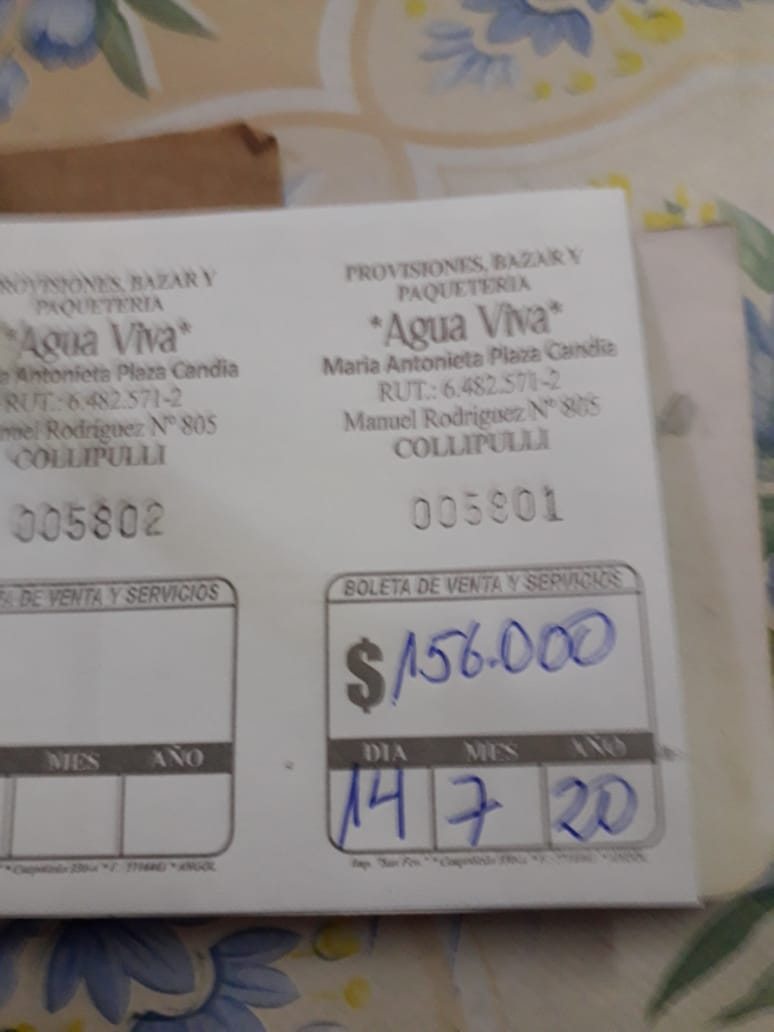 PROVISIONES, BAZAR Y
PAQUETERIA
*Agua Viva*
Antonieta Plaza Candia
RUT.: 6.482.571-2
Rodriguez Nº 805
COLLIPULLI
005802
DE VENTA Y SERVICIOS
MES AÑO
PROVISIONES, BAZAR Y
PAQUETERIA
*Agua Viva*
Maria Antonieta Plaza Candia
RUT.: 6.482.571-2
Manuel Rodriguez Nº 805
COLLIPULLI
005801
BOLETA DE VENTA Y SERVICIOS
$ 156.000
DIA MES AÑO
14 7 20